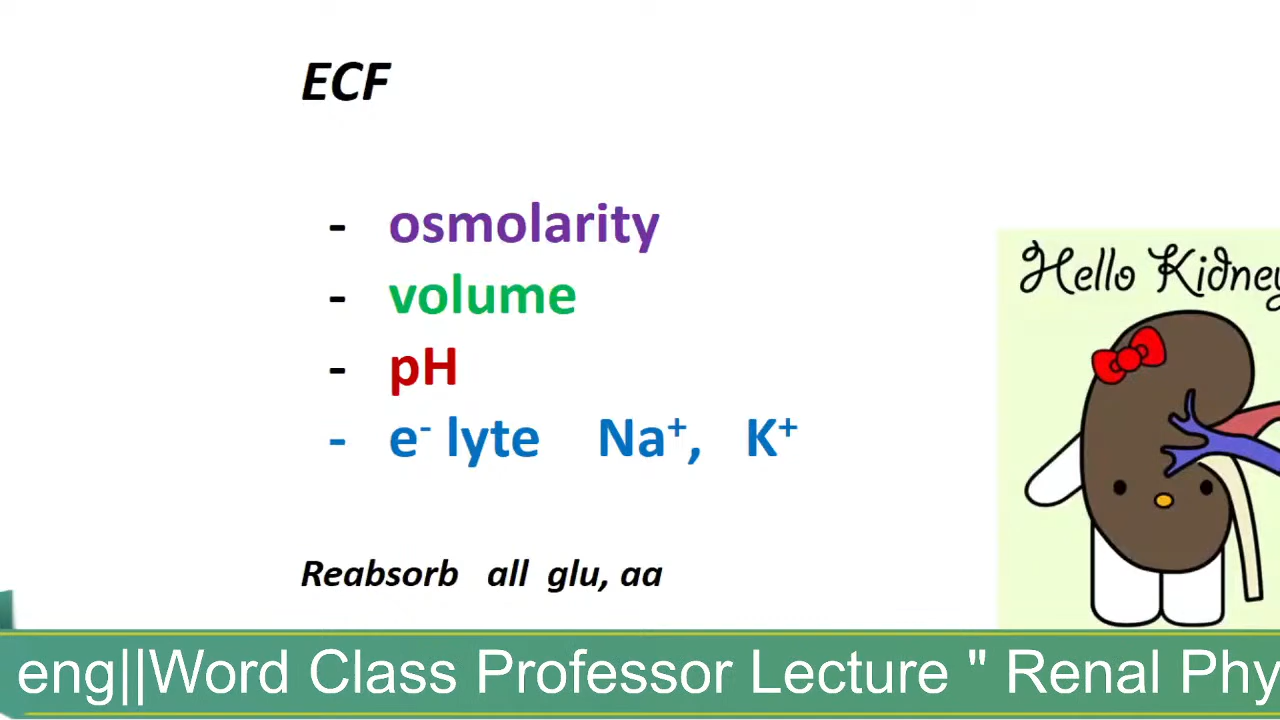 ECF
- osmolarity
- volume
- pH
- e⁻ lyte Na⁺, K⁺
Reabsorb all glu, aa
Hello Kidney
eng||Word Class Professor Lecture " Renal Phy